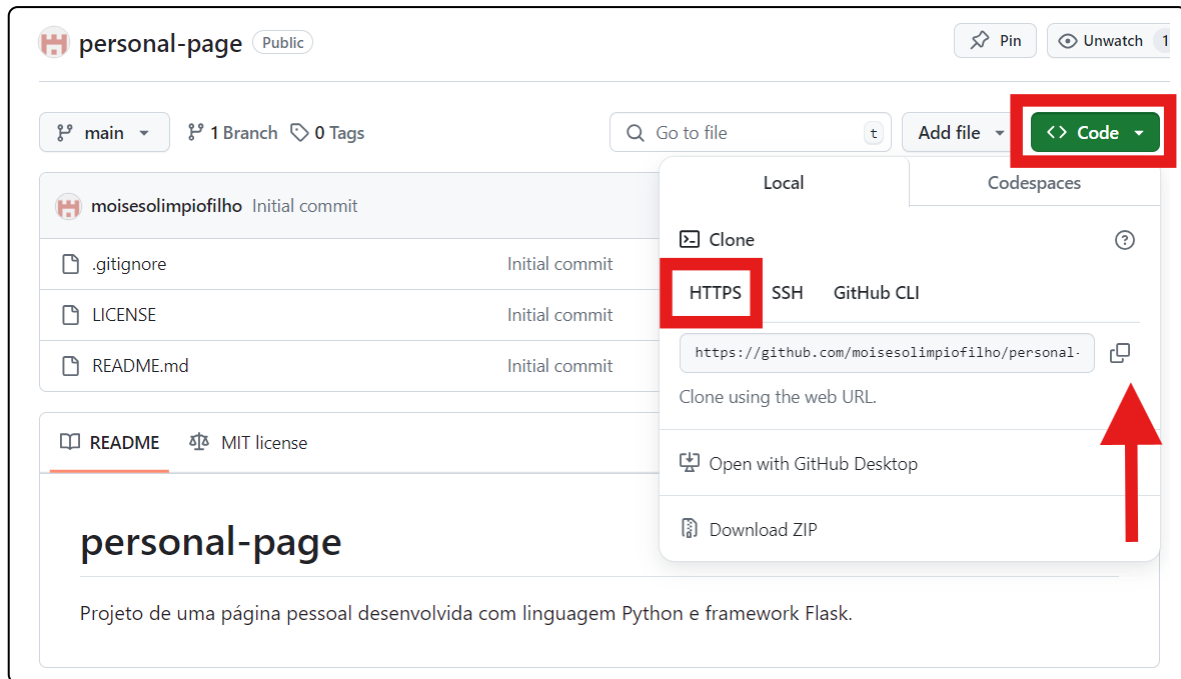 personal-page Public
Pin
Unwatch 1
main
1 Branch
0 Tags
Go to file t
Add file
<> Code
Local
Codespaces
moisesolimpiofilho Initial commit
Clone
.gitignore Initial commit
HTTPS SSH GitHub CLI
LICENSE Initial commit
https://github.com/moisesolimpiofilho/personal-
README.md Initial commit
Clone using the web URL.
README
MIT license
Open with GitHub Desktop
Download ZIP
personal-page
Projeto de uma página pessoal desenvolvida com linguagem Python e framework Flask.